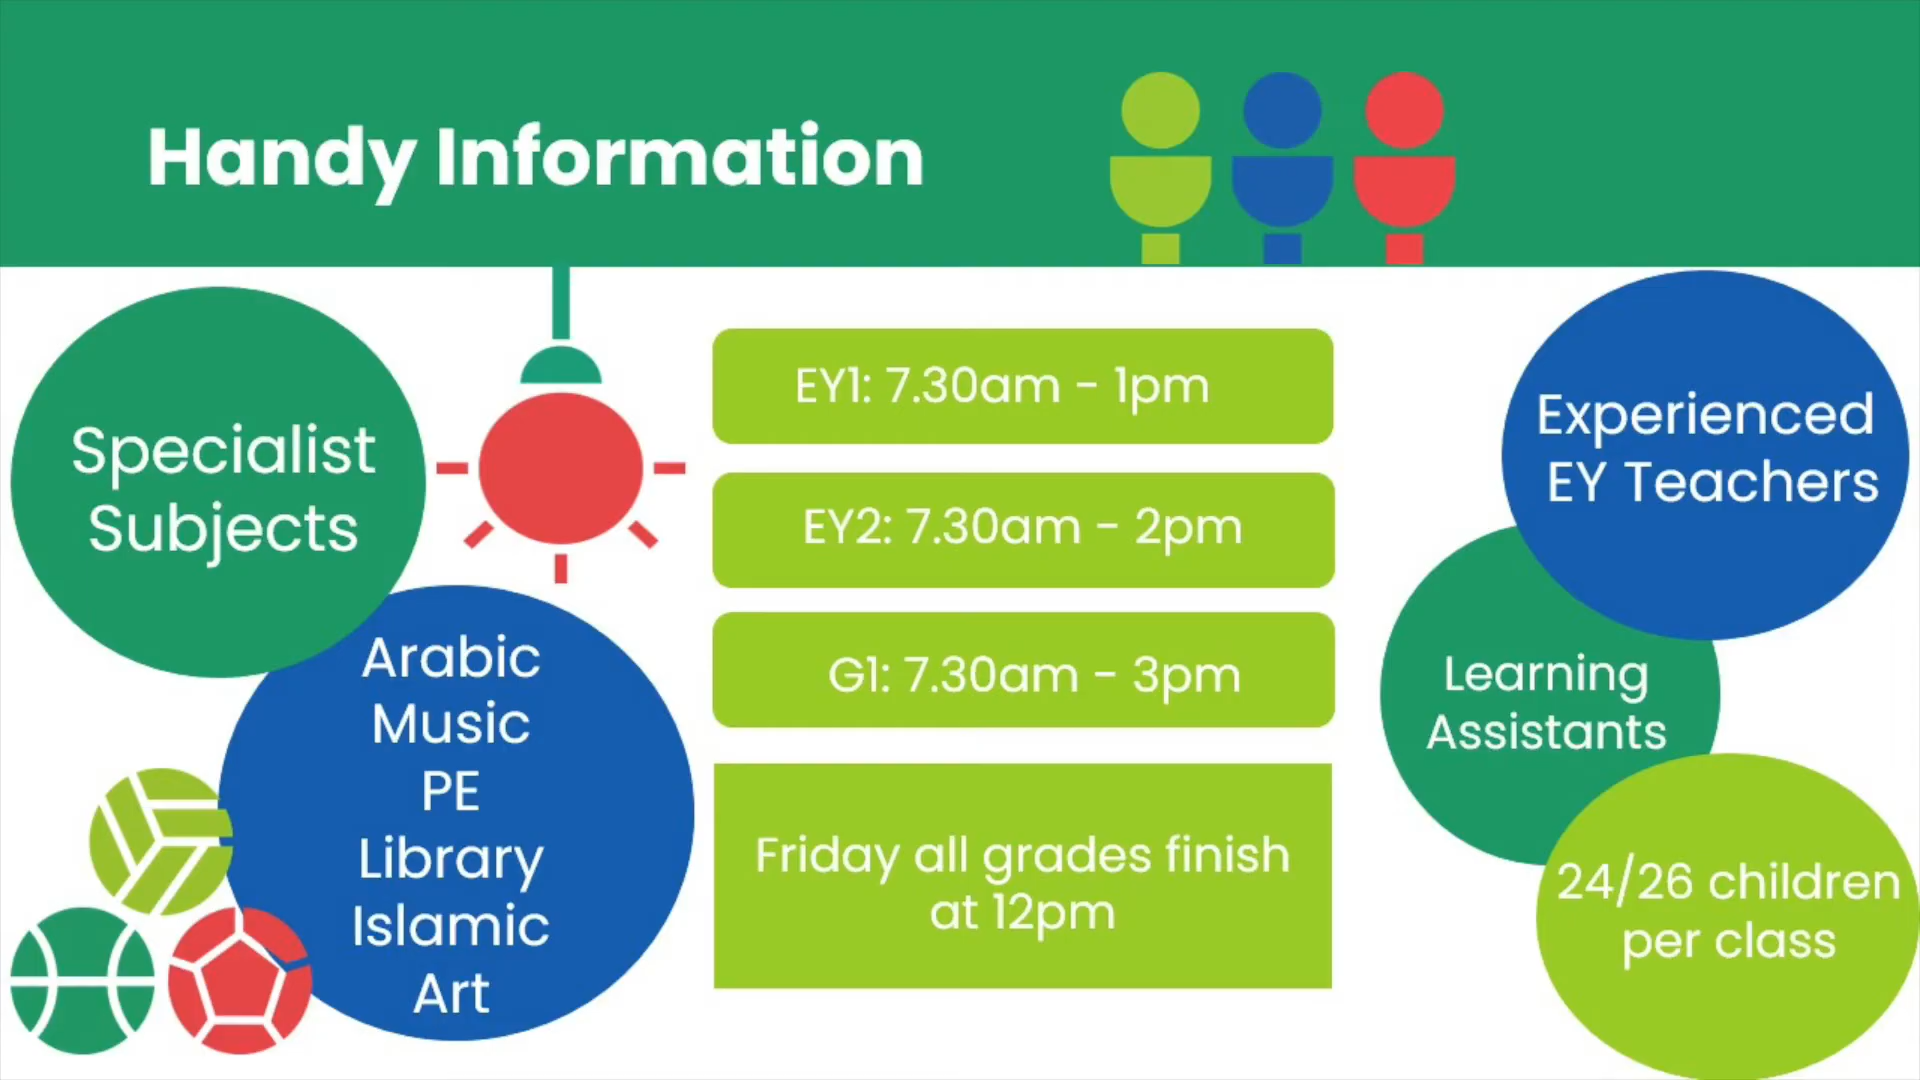 Handy Information
Specialist
Subjects
Arabic
Music
PE
Library
Islamic
Art
EY1: 7.30am - 1pm
EY2: 7.30am - 2pm
G1: 7.30am - 3pm
Friday all grades finish
at 12pm
Experienced
EY Teachers
Learning
Assistants
24/26 children
per class